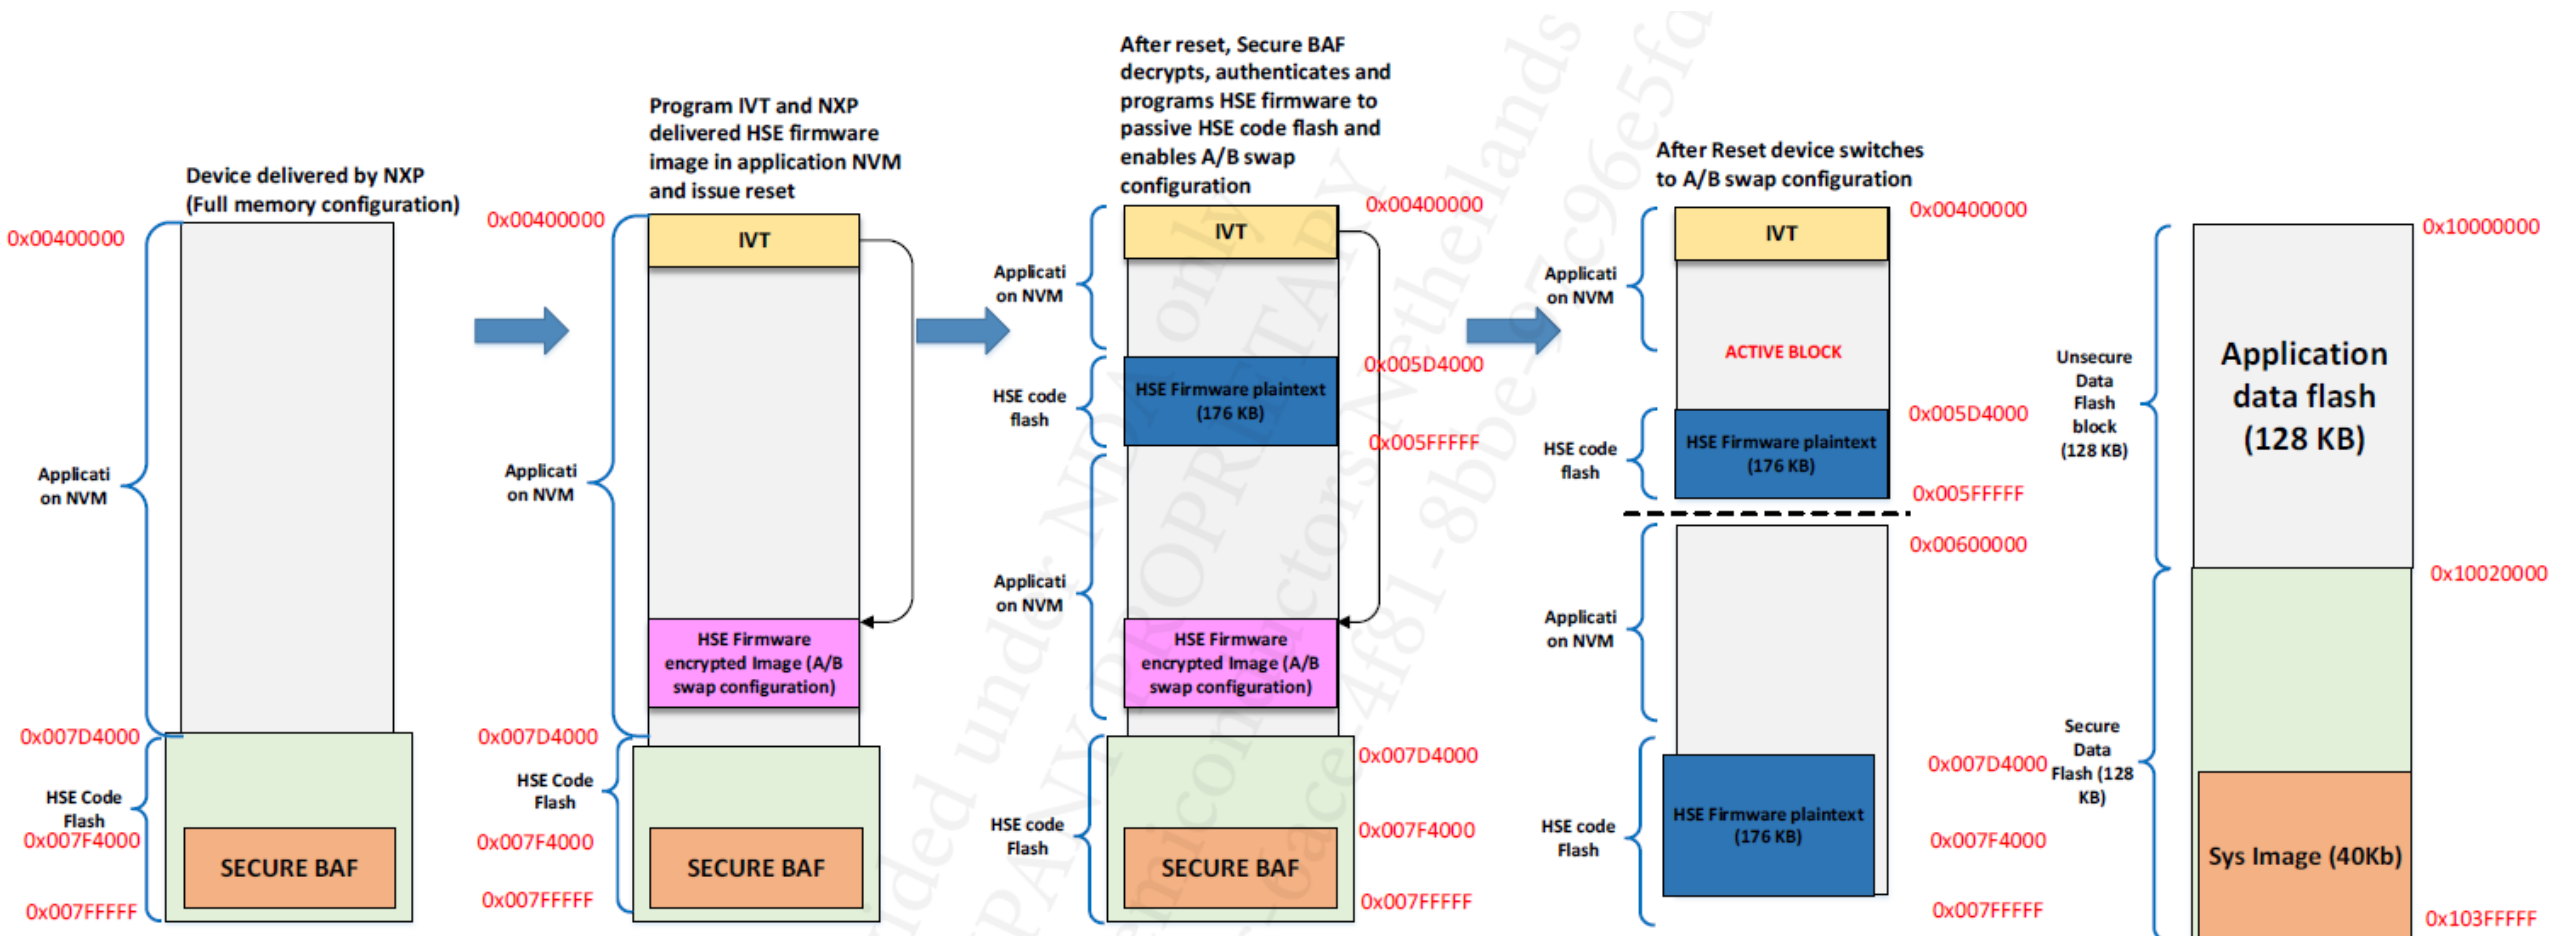 Device delivered by NXP
(Full memory configuration)
0x00400000
Applicati
on NVM
0x007D4000
HSE Code
Flash
0x007F4000
SECURE BAF
0x007FFFFF
Program IVT and NXP
delivered HSE firmware
image in application NVM
and issue reset
0x00400000
IVT
Applicati
on NVM
HSE Firmware
encrypted Image (A/B
swap configuration)
0x007D4000
HSE Code
Flash
0x007F4000
SECURE BAF
0x007FFFFF
After reset, Secure BAF
decrypts, authenticates and
programs HSE firmware to
passive HSE code flash and
enables A/B swap
configuration
0x00400000
IVT
Applicati
on NVM
0x005D4000
HSE code
flash
HSE Firmware plaintext
(176 KB)
0x005FFFFF
Applicati
on NVM
HSE Firmware
encrypted Image (A/B
swap configuration)
0x007D4000
HSE code
Flash
0x007F4000
SECURE BAF
0x007FFFFF
After Reset device switches
to A/B swap configuration
0x00400000
IVT
Applicati
on NVM
ACTIVE BLOCK
0x005D4000
HSE code
flash
HSE Firmware plaintext
(176 KB)
0x005FFFFF
0x00600000
Applicati
on NVM
0x007D4000
HSE code
Flash
HSE Firmware plaintext
(176 KB)
0x007F4000
0x007FFFFF
0x10000000
Unsecure
Data
Flash
block
(128 KB)
Application
data flash
(128 KB)
0x10020000
Secure
Data
Flash (128
KB)
Sys Image (40Kb)
0x103FFFFF
under NDA only
PROPRIETARY
Netherlands